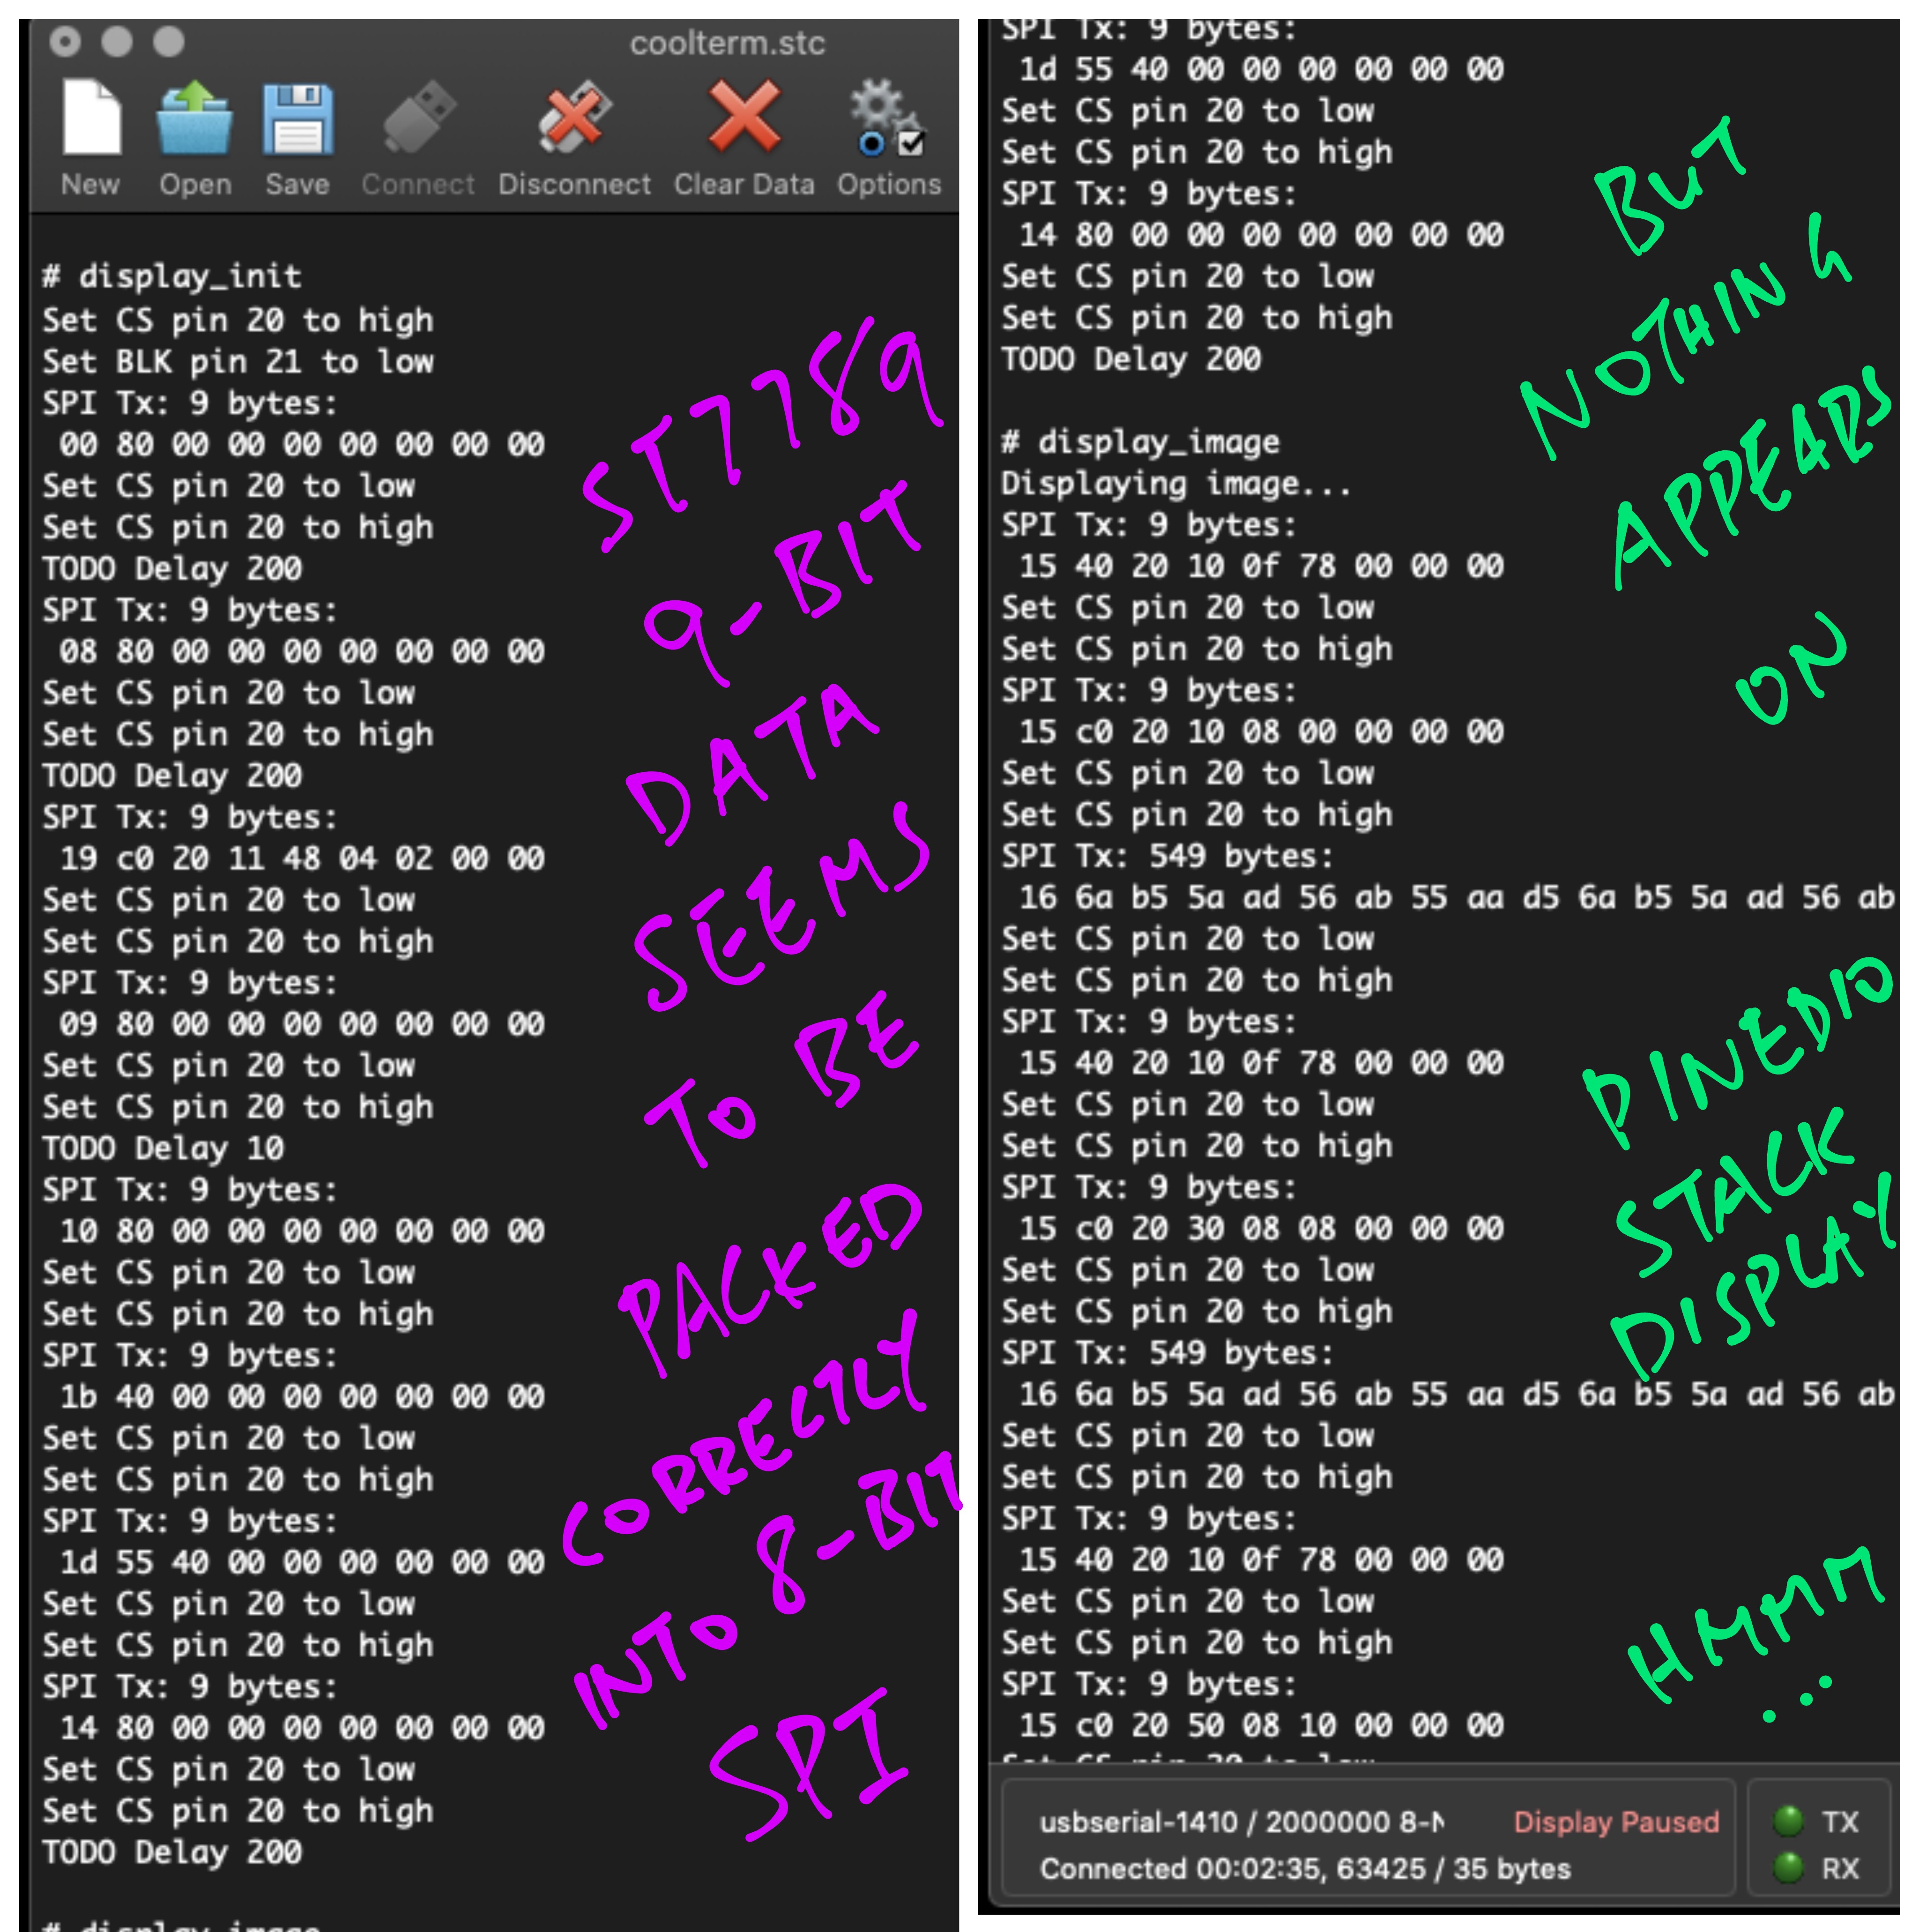 coolterm.stc
New Open Save Connect Disconnect Clear Data Options
# display_init
Set CS pin 20 to high
Set BLK pin 21 to low
SPI Tx: 9 bytes:
00 80 00 00 00 00 00 00 00
Set CS pin 20 to low
Set CS pin 20 to high
TODO Delay 200
SPI Tx: 9 bytes:
08 80 00 00 00 00 00 00 00
Set CS pin 20 to low
Set CS pin 20 to high
TODO Delay 200
SPI Tx: 9 bytes:
19 c0 20 11 48 04 02 00 00
Set CS pin 20 to low
Set CS pin 20 to high
SPI Tx: 9 bytes:
09 80 00 00 00 00 00 00 00
Set CS pin 20 to low
Set CS pin 20 to high
TODO Delay 10
SPI Tx: 9 bytes:
10 80 00 00 00 00 00 00 00
Set CS pin 20 to low
Set CS pin 20 to high
SPI Tx: 9 bytes:
1b 40 00 00 00 00 00 00 00
Set CS pin 20 to low
Set CS pin 20 to high
SPI Tx: 9 bytes:
1d 55 40 00 00 00 00 00 00
Set CS pin 20 to low
Set CS pin 20 to high
SPI Tx: 9 bytes:
14 80 00 00 00 00 00 00 00
Set CS pin 20 to low
Set CS pin 20 to high
TODO Delay 200
# display_image
ST7789
9-BIT
DATA
SEEMS
TO BE
PACKED
CORRECTLY
INTO 8-BIT
SPI
SPI Tx: 9 bytes:
1d 55 40 00 00 00 00 00 00
Set CS pin 20 to low
Set CS pin 20 to high
SPI Tx: 9 bytes:
14 80 00 00 00 00 00 00 00
Set CS pin 20 to low
Set CS pin 20 to high
TODO Delay 200
# display_image
Displaying image...
SPI Tx: 9 bytes:
15 40 20 10 0f 78 00 00 00
Set CS pin 20 to low
Set CS pin 20 to high
SPI Tx: 9 bytes:
15 c0 20 10 08 00 00 00 00
Set CS pin 20 to low
Set CS pin 20 to high
SPI Tx: 549 bytes:
16 6a b5 5a ad 56 ab 55 aa d5 6a b5 5a ad 56 ab
Set CS pin 20 to low
Set CS pin 20 to high
SPI Tx: 9 bytes:
15 40 20 10 0f 78 00 00 00
Set CS pin 20 to low
Set CS pin 20 to high
SPI Tx: 9 bytes:
15 c0 20 30 08 08 00 00 00
Set CS pin 20 to low
Set CS pin 20 to high
SPI Tx: 549 bytes:
16 6a b5 5a ad 56 ab 55 aa d5 6a b5 5a ad 56 ab
Set CS pin 20 to low
Set CS pin 20 to high
SPI Tx: 9 bytes:
15 40 20 10 0f 78 00 00 00
Set CS pin 20 to low
Set CS pin 20 to high
SPI Tx: 9 bytes:
15 c0 20 50 08 10 00 00 00
Set CS pin 20 to low
BUT
NOTHING
APPEARS
ON
PINEDIO
STACK
DISPLAY
HMMM
...
usbserial-1410 / 2000000 8-N Display Paused TX
Connected 00:02:35, 63425 / 35 bytes RX